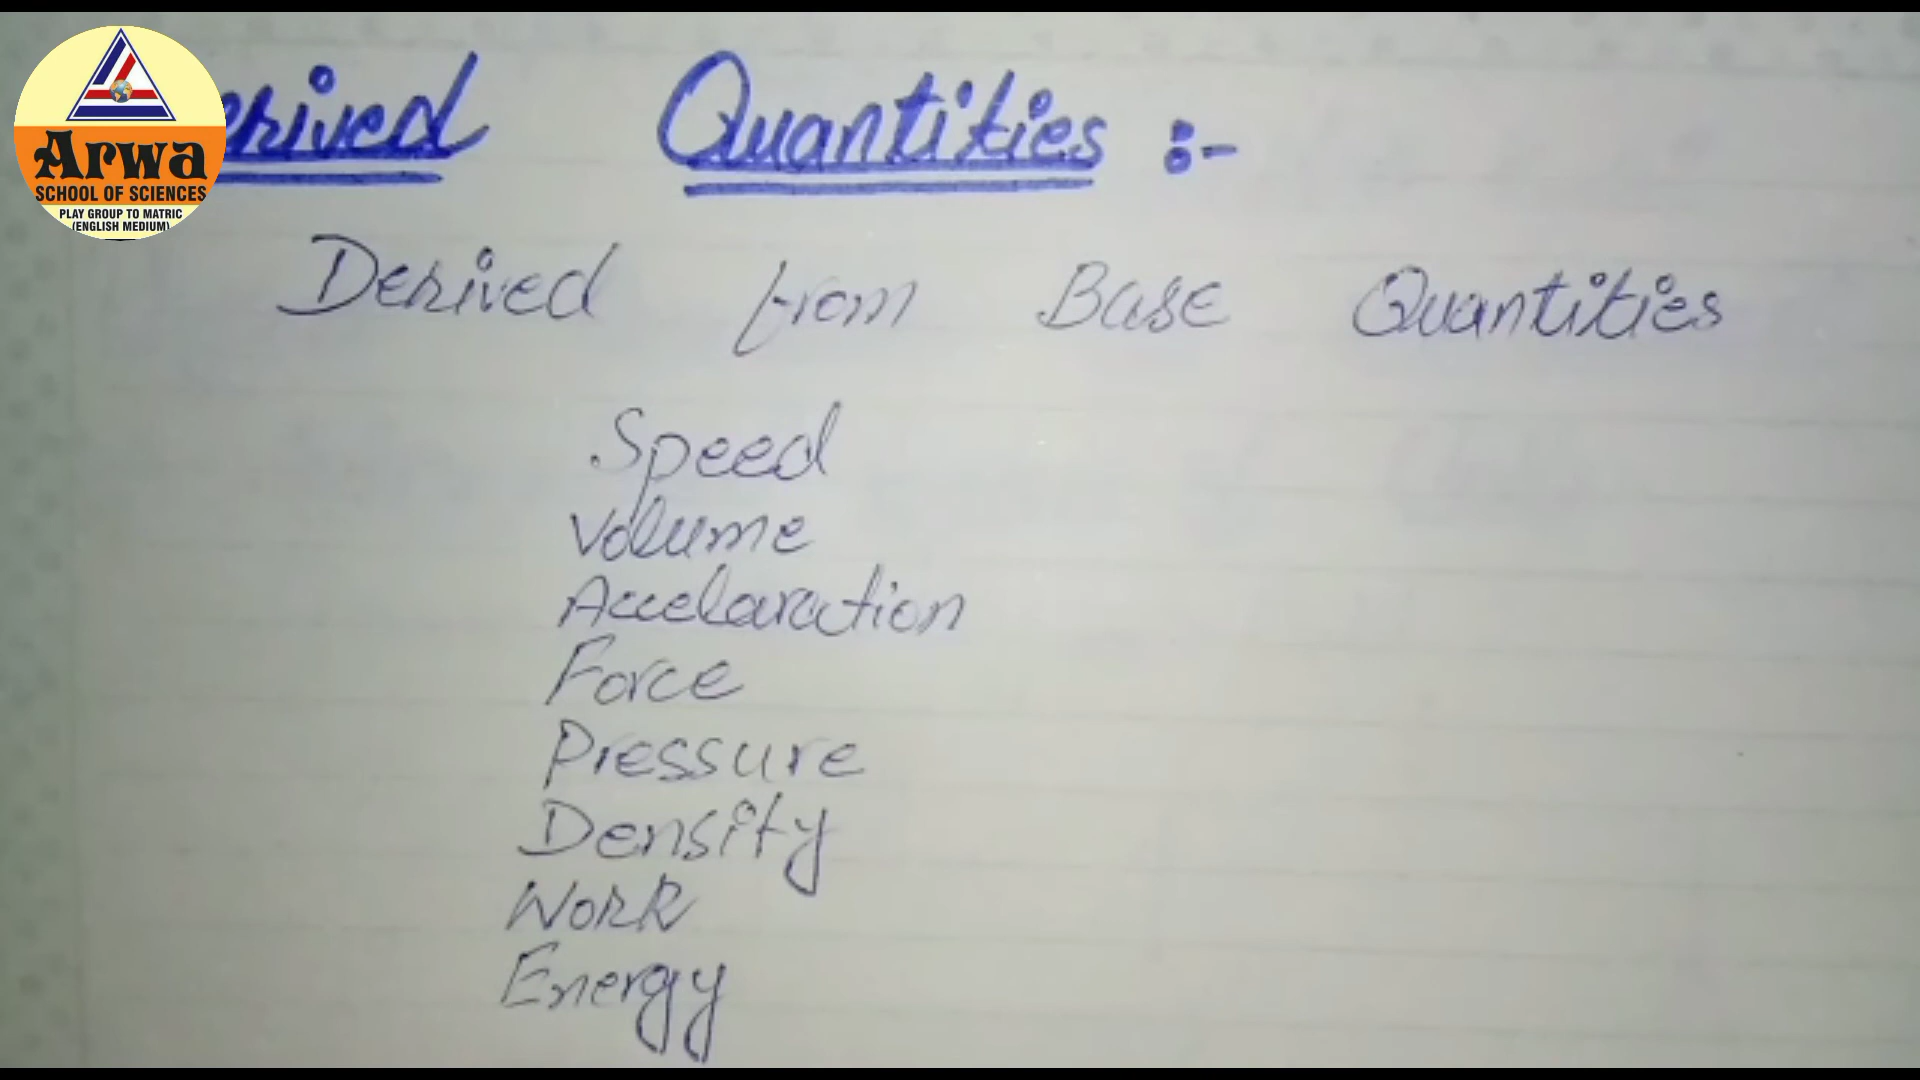 Arwa
SCHOOL OF SCIENCES
PLAY GROUP TO MATRIC
(ENGLISH MEDIUM)
erived Quantities :-
Derived from Base Quantities
Speed
Volume
Accelaration
Force
Pressure
Density
Work
Energy